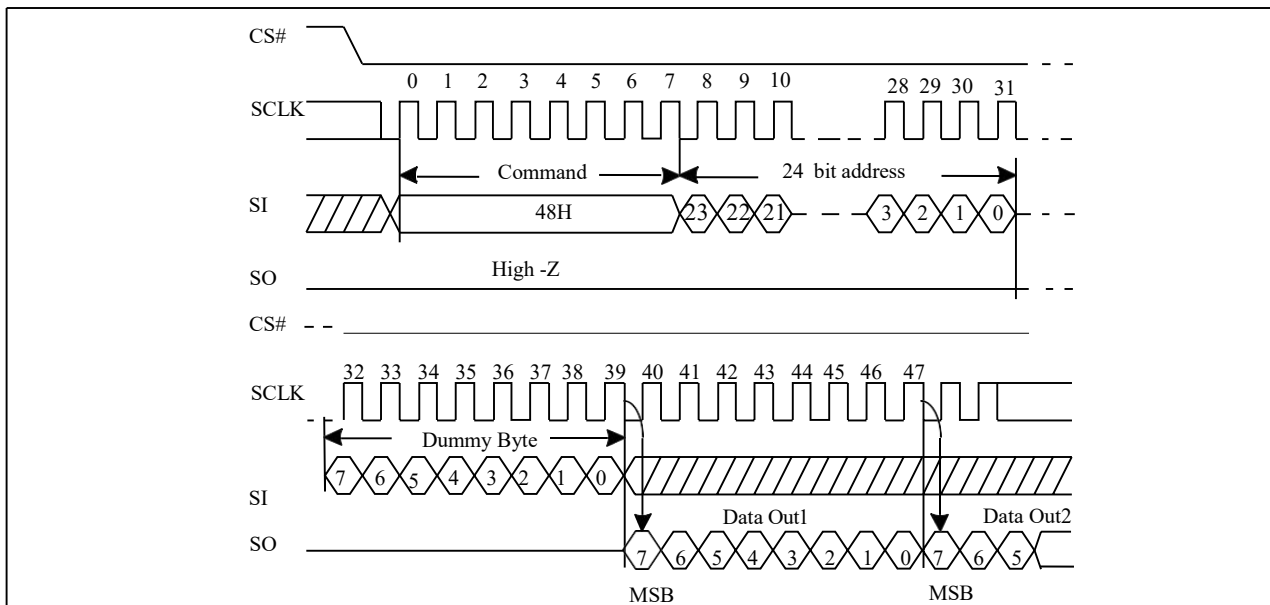 CS#
0 1 2 3 4 5 6 7 8 9 10 28 29 30 31
SCLK
Command 24 bit address
SI 48H 23 22 21 3 2 1 0
High -Z
SO
CS#
32 33 34 35 36 37 38 39 40 41 42 43 44 45 46 47
SCLK
Dummy Byte
7 6 5 4 3 2 1 0
SI
Data Out1 Data Out2
SO 7 6 5 4 3 2 1 0 7 6 5
MSB MSB